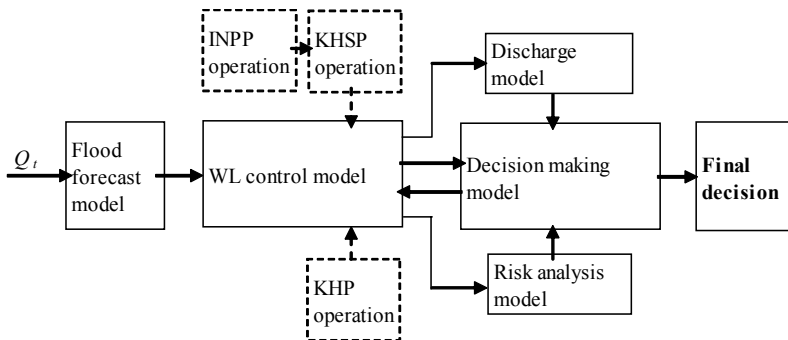 INPP
operation
KHSP
operation
Discharge
model
Q t
Flood
forecast
model
WL control model
Decision making
model
Final
decision
KHP
operation
Risk analysis
model